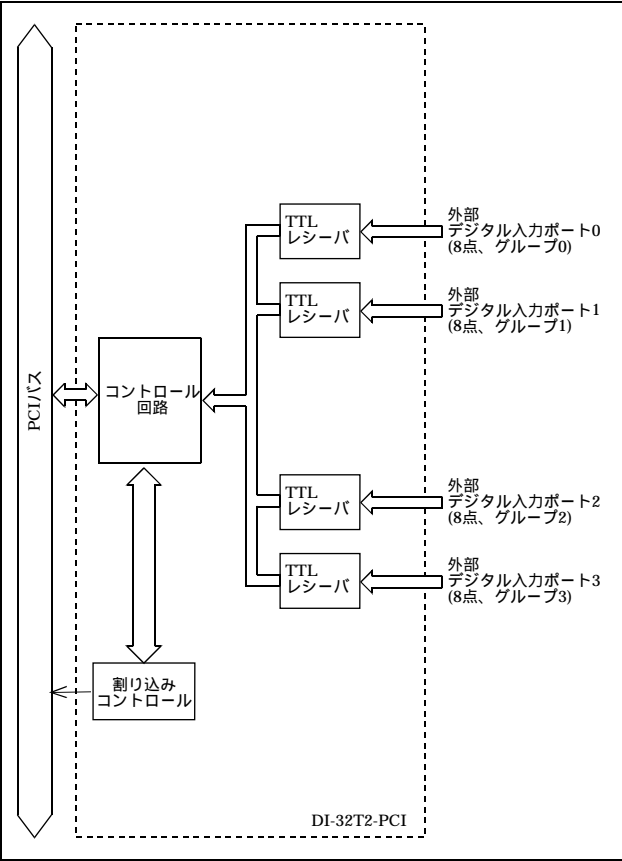 TTL
レシーバ
外部
デジタル入力ポート0
(8点、グループ0)
TTL
レシーバ
外部
デジタル入力ポート1
(8点、グループ1)
PCIバス
コントロール
回路
TTL
レシーバ
外部
デジタル入力ポート2
(8点、グループ2)
TTL
レシーバ
外部
デジタル入力ポート3
(8点、グループ3)
割り込み
コントロール
DI-32T2-PCI